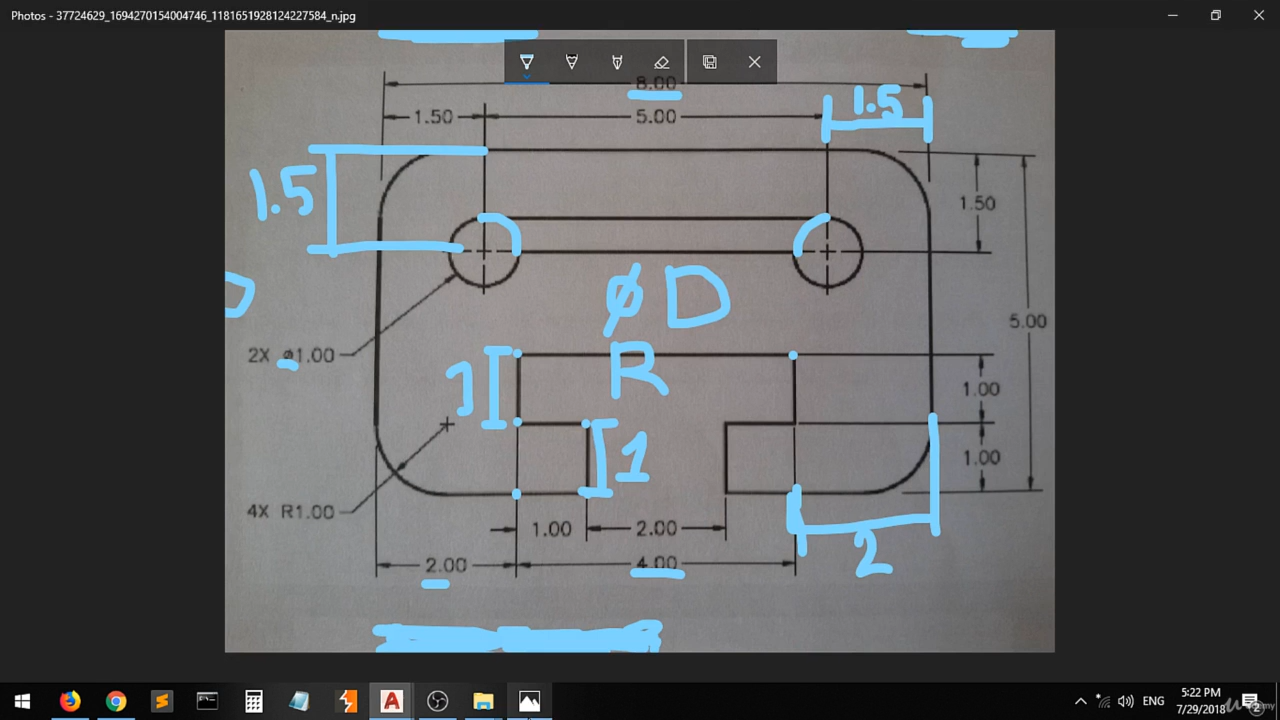 Photos - 37724629_1694270154004746_1181651928124227584_n.jpg
8.00
1.50
5.00
1.5
1.5
1.50
ø D
5.00
2X ø1.00
R
1
1.00
1
1.00
4X R1.00
1.00
2.00
2
2.00
4.00
ENG
5:22 PM
7/29/2018
2